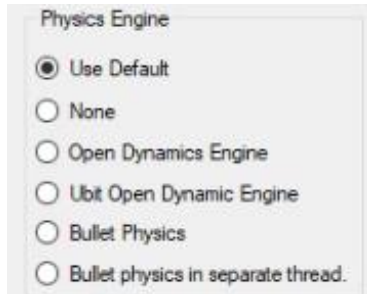 Physics Engine
Use Default
None
Open Dynamics Engine
Ubit Open Dynamic Engine
Bullet Physics
Bullet physics in separate thread.